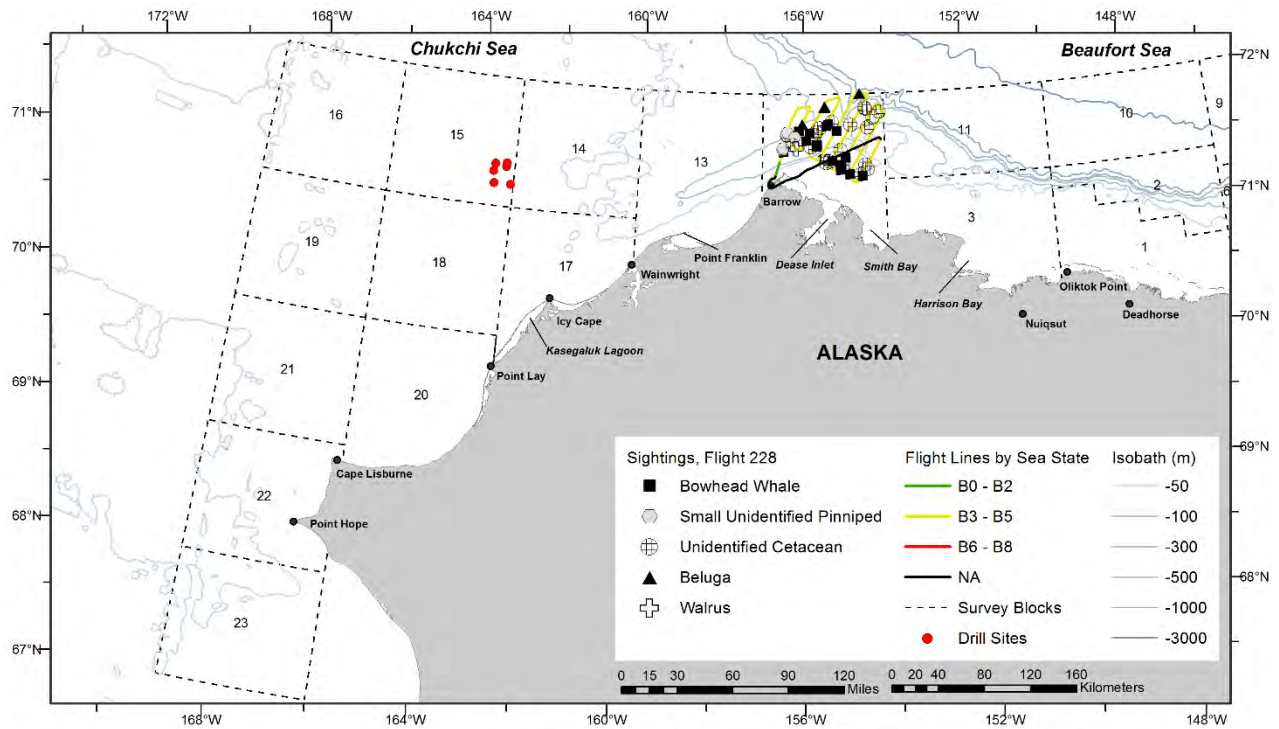 172°W 168°W 164°W 160°W 156°W 152°W 148°W
Chukchi Sea Beaufort Sea
72°N
71°N
16 15 14 13 11 10 9
71°N
Barrow
2 6
3 1
70°N
19 18 17
Point Franklin
Wainwright
Dease Inlet
Smith Bay
Harrison Bay
Oliktok Point
Deadhorse
Nuiqsut
70°N
Icy Cape
Kasegaluk Lagoon
ALASKA
69°N
21 20
Point Lay
69°N
Cape Lisburne
22
68°N
Point Hope
68°N
23
67°N
Sightings, Flight 228
Bowhead Whale
Small Unidentified Pinniped
Unidentified Cetacean
Beluga
Walrus
Flight Lines by Sea State
B0 - B2
B3 - B5
B6 - B8
NA
Survey Blocks
Drill Sites
Isobath (m)
-50
-100
-300
-500
-1000
-3000
0 15 30 60 90 120
Miles
0 20 40 80 120 160
Kilometers
168°W 164°W 160°W 156°W 152°W 148°W